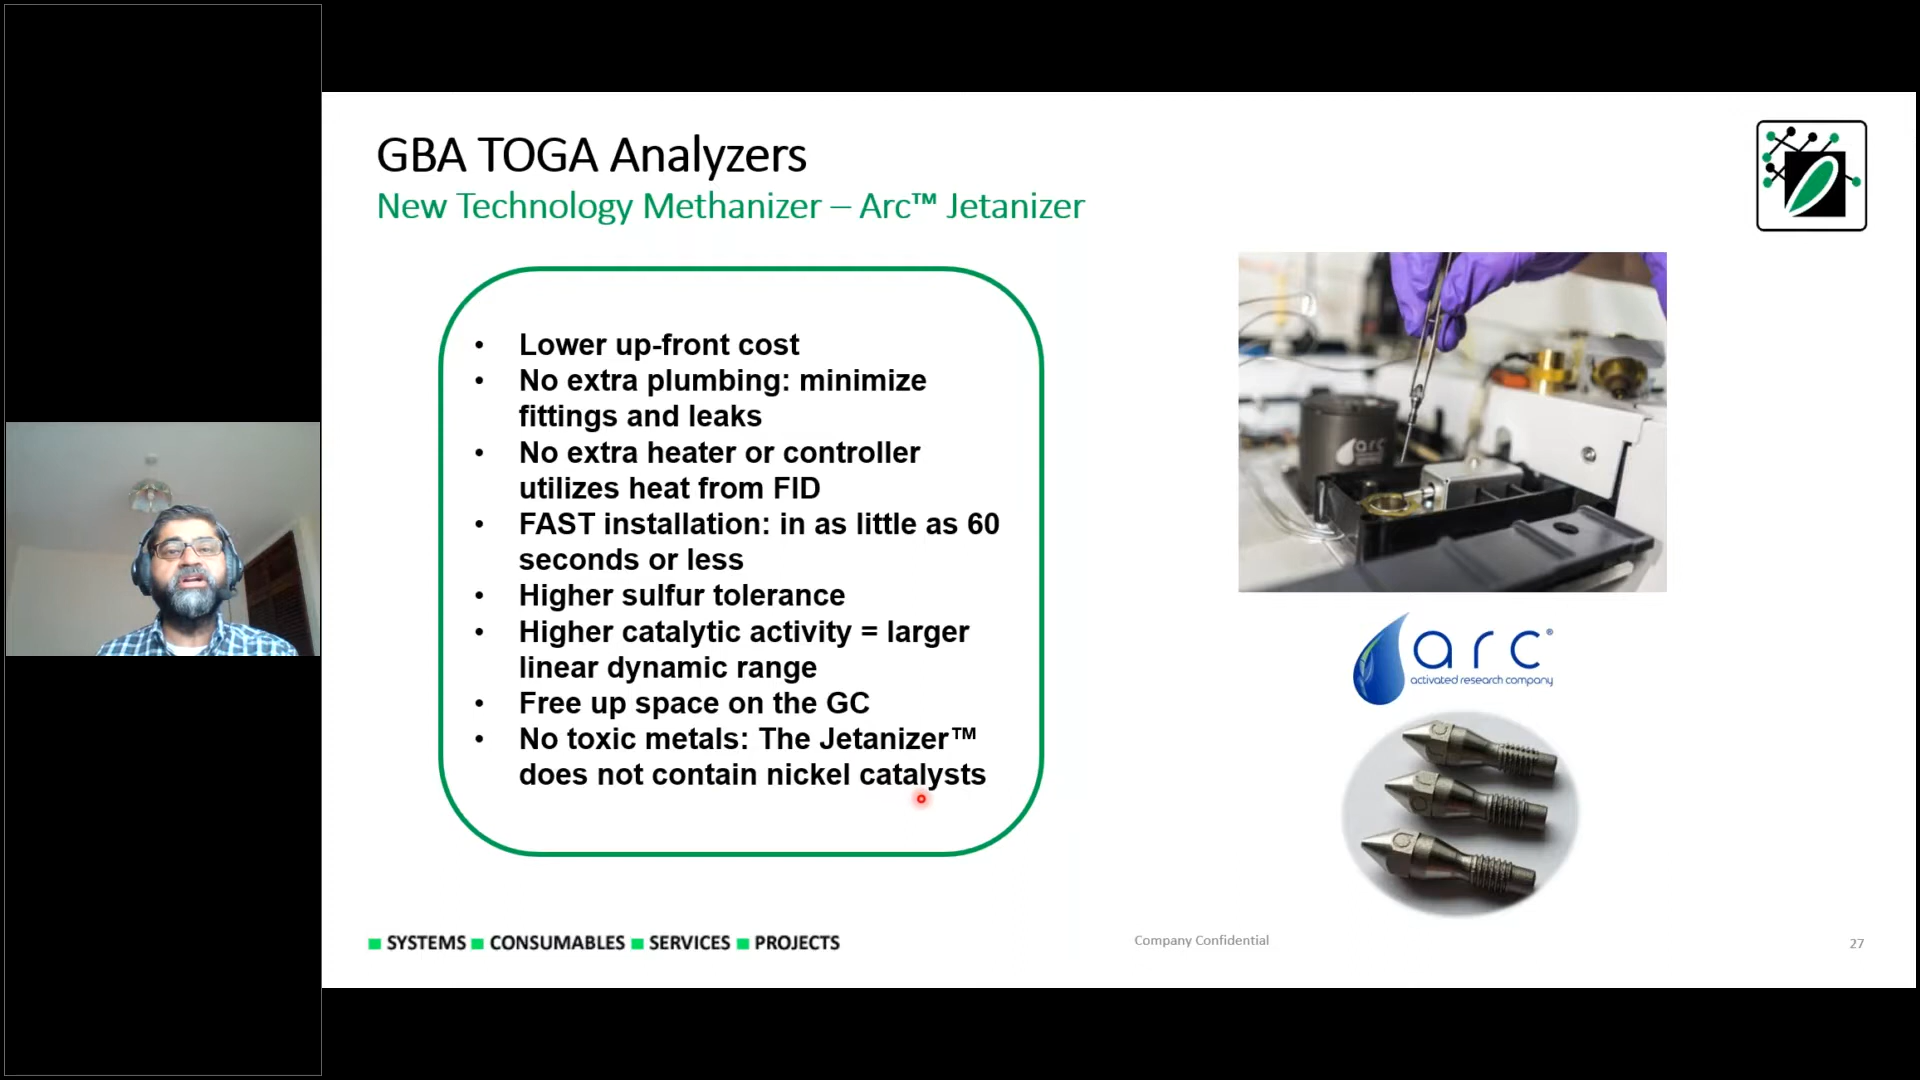 GBA TOGA Analyzers
New Technology Methanizer – Arc™ Jetanizer
• Lower up-front cost
• No extra plumbing: minimize
fittings and leaks
• No extra heater or controller
utilizes heat from FID
• FAST installation: in as little as 60
seconds or less
• Higher sulfur tolerance
• Higher catalytic activity = larger
linear dynamic range
• Free up space on the GC
• No toxic metals: The Jetanizer™
does not contain nickel catalysts
arc
arc®
activated research company
SYSTEMS CONSUMABLES SERVICES PROJECTS
Company Confidential
27